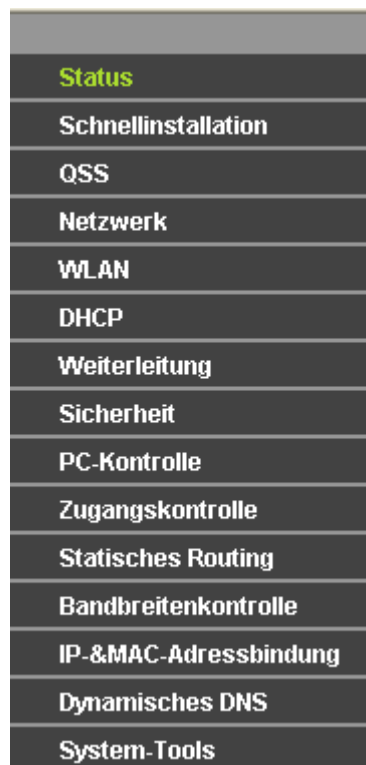 Status
Schnellinstallation
QSS
Netzwerk
WLAN
DHCP
Weiterleitung
Sicherheit
PC-Kontrolle
Zugangskontrolle
Statisches Routing
Bandbreitenkontrolle
IP-&MAC-Adressbindung
Dynamisches DNS
System-Tools